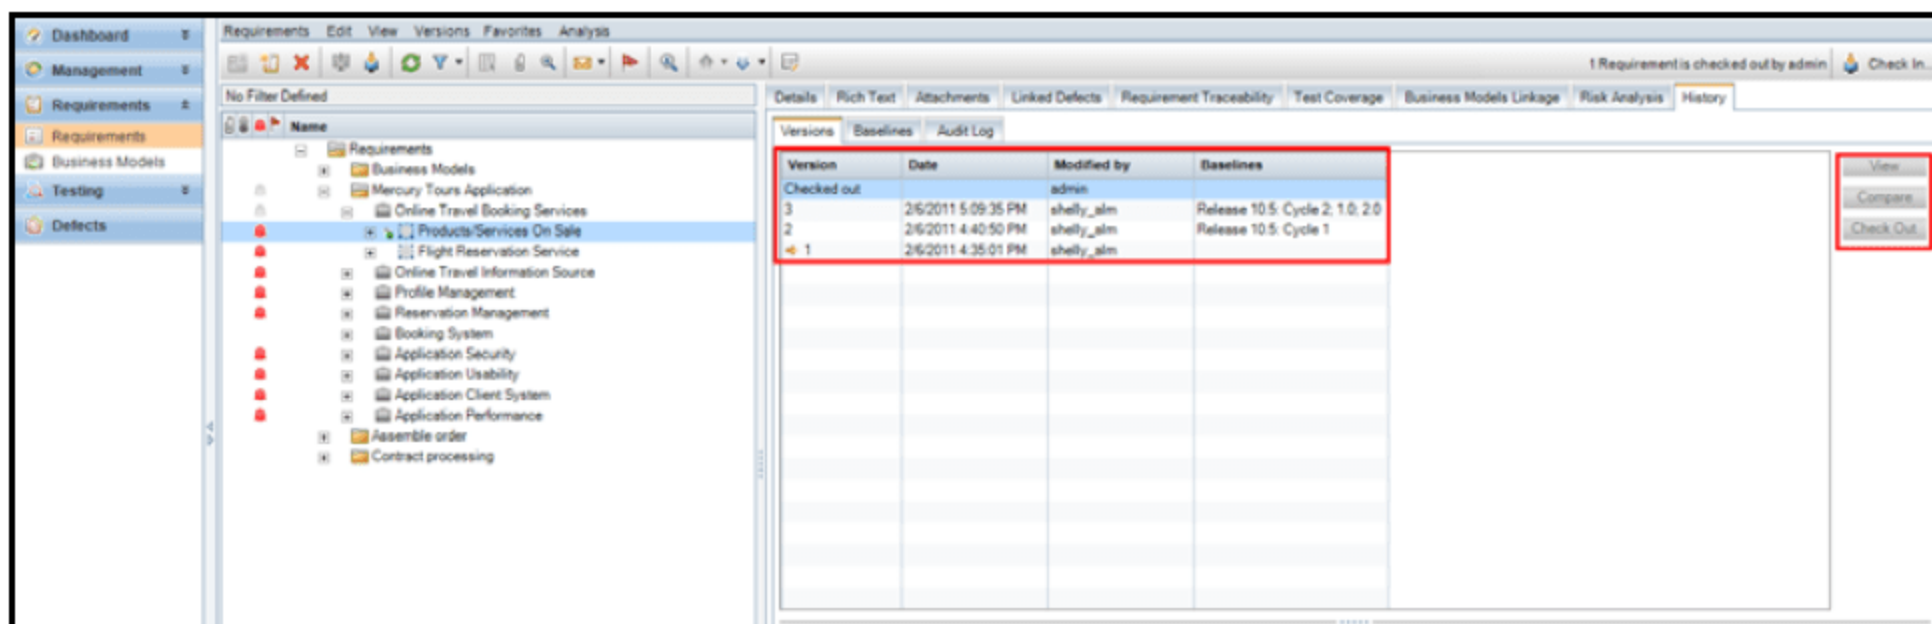 Dashboard
Management
Requirements
Requirements
Business Models
Testing
Defects
Requirements Edit View Versions Favorites Analysis
1 Requirement is checked out by admin Check In...
No Filter Defined
Name
Requirements
Business Models
Mercury Tours Application
Online Travel Booking Services
Products/Services On Sale
Flight Reservation Service
Online Travel Information Source
Profile Management
Reservation Management
Booking System
Application Security
Application Usability
Application Client System
Application Performance
Assemble order
Contract processing
Details Rich Text Attachments Linked Defects Requirement Traceability Test Coverage Business Models Linkage Risk Analysis History
Versions Baselines Audit Log
Version Date Modified by Baselines
Checked out admin
3 2/6/2011 5:09:35 PM shelly_alm Release 10.5: Cycle 2; 1.0; 2.0
2 2/6/2011 4:40:50 PM shelly_alm Release 10.5: Cycle 1
1 2/6/2011 4:35:01 PM shelly_alm
View
Compare
Check Out